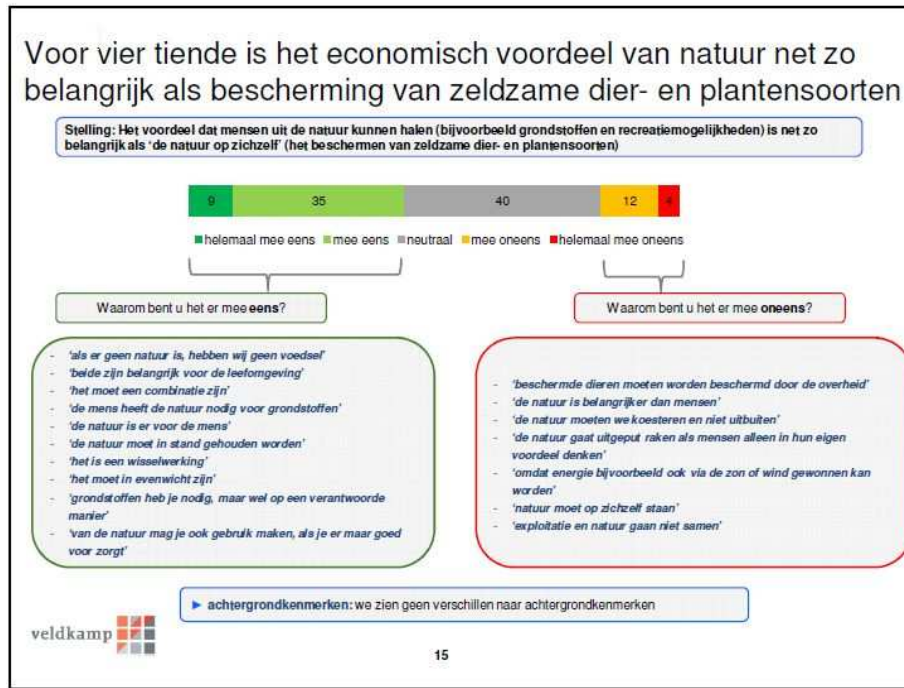 Voor vier tiende is het economisch voordeel van natuur net zo
belangrijk als bescherming van zeldzame dier- en plantensoorten
Stelling: Het voordeel dat mensen uit de natuur kunnen halen (bijvoorbeeld grondstoffen en recreatiemogelijkheden) is net zo
belangrijk als 'de natuur op zichzelf' (het beschermen van zeldzame dier- en plantensoorten)
9 35 40 12 4
helemaal mee eens mee eens neutraal mee oneens helemaal mee oneens
Waarom bent u het er mee eens?
- 'als er geen natuur is, hebben wij geen voedsel'
- 'beide zijn belangrijk voor de leefomgeving'
- 'het moet een combinatie zijn'
- 'de mens heeft de natuur nodig voor grondstoffen'
- 'de natuur is er voor de mens'
- 'de natuur moet in stand gehouden worden'
- 'het is een wisselwerking'
- 'het moet in evenwicht zijn'
- 'grondstoffen heb je nodig, maar wel op een verantwoorde
manier'
- 'van de natuur mag je ook gebruik maken, als je er maar goed
voor zorgt'
Waarom bent u het er mee oneens?
- 'beschermde dieren moeten worden beschermd door de overheid'
- 'de natuur is belangrijker dan mensen'
- 'de natuur moeten we koesteren en niet uitbuiten'
- 'de natuur gaat uitgeput raken als mensen alleen in hun eigen
voordeel denken'
- 'omdat energie bijvoorbeeld ook via de zon of wind gewonnen kan
worden'
- 'natuur moet op zichzelf staan'
- 'exploitatie en natuur gaan niet samen'
► achtergrondkenmerken: we zien geen verschillen naar achtergrondkenmerken
veldkamp
15